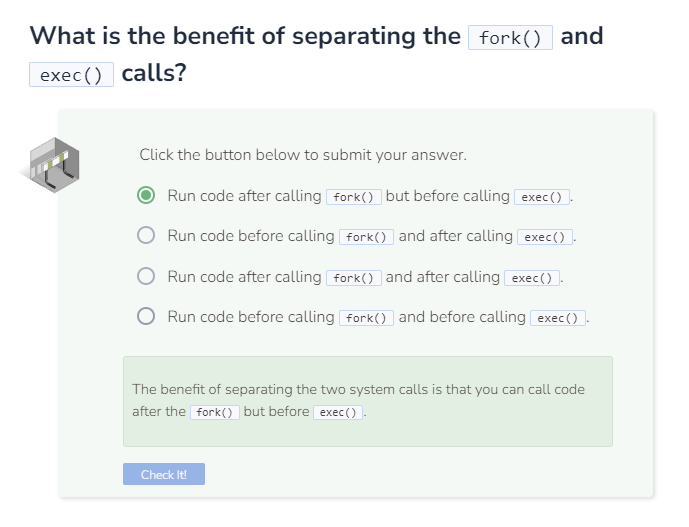 What is the benefit of separating the fork() and
exec() calls?
Click the button below to submit your answer.
Run code after calling fork() but before calling exec().
Run code before calling fork() and after calling exec().
Run code after calling fork() and after calling exec().
Run code before calling fork() and before calling exec().
The benefit of separating the two system calls is that you can call code
after the fork() but before exec().
Check It!